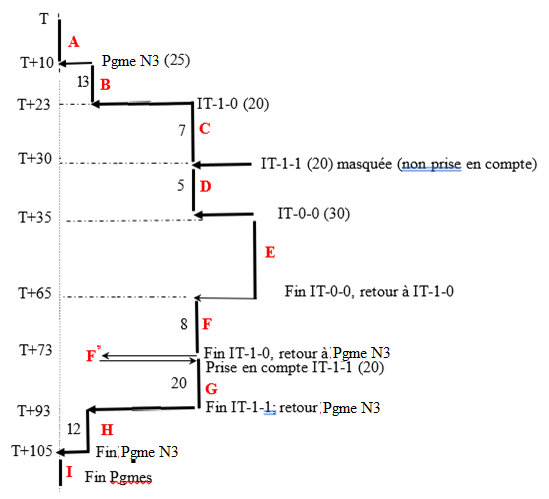 T
A
T+10 Pgme N3 (25)
13 B
T+23 IT-1-0 (20)
7 C
T+30 IT-1-1 (20) masquée (non prise en compte)
5 D
T+35 IT-0-0 (30)
E
T+65 Fin IT-0-0, retour à IT-1-0
8 F
T+73 F’ Fin IT-1-0, retour à Pgme N3
Prise en compte IT-1-1 (20)
20 G
T+93 Fin IT-1-1; retour Pgme N3
12 H
T+105 Fin Pgme N3
I Fin Pgmes